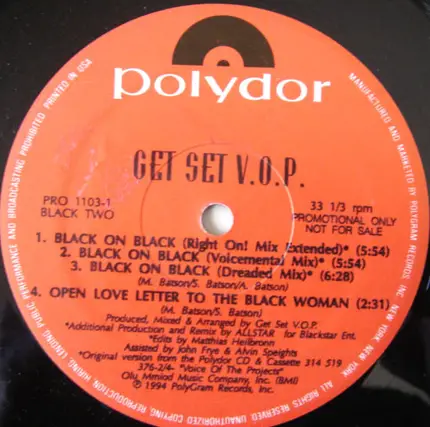 polydor
GET SET V.O.P.
PRO 1103-1
BLACK TWO
33 1/3 rpm
PROMOTIONAL ONLY
NOT FOR SALE
1. BLACK ON BLACK (Right On! Mix Extended)* (5:54)
2. BLACK ON BLACK (Voicemental Mix)* (5:54)
3. BLACK ON BLACK (Dreaded Mix)* (6:28)
(M. Batson/S. Batson/A. Batson)
4. OPEN LOVE LETTER TO THE BLACK WOMAN (2:31)
(M. Batson/S. Batson)
Produced, Mixed & Arranged by Get Set V.O.P.
*Additional Production and Remix by ALLSTAR for Blackstar Ent.
*Edits by Matthias Heilbronn
Assisted by John Frye & Alvin Speights
*Original version from the Polydor CD & Cassette 314 519
376-2/4- "Voice Of The Projects"
Olu Mmiod Music Company, Inc. (BMI)
© 1994 PolyGram Records, Inc.
MANUFACTURED AND MARKETED BY POLYGRAM RECORDS, INC.
NEW YORK, NEW YORK
ALL RIGHTS RESERVED. UNAUTHORIZED COPYING, REPRODUCTION, HIRING, LENDING, PUBLIC PERFORMANCE AND BROADCASTING PROHIBITED. PRINTED IN USA